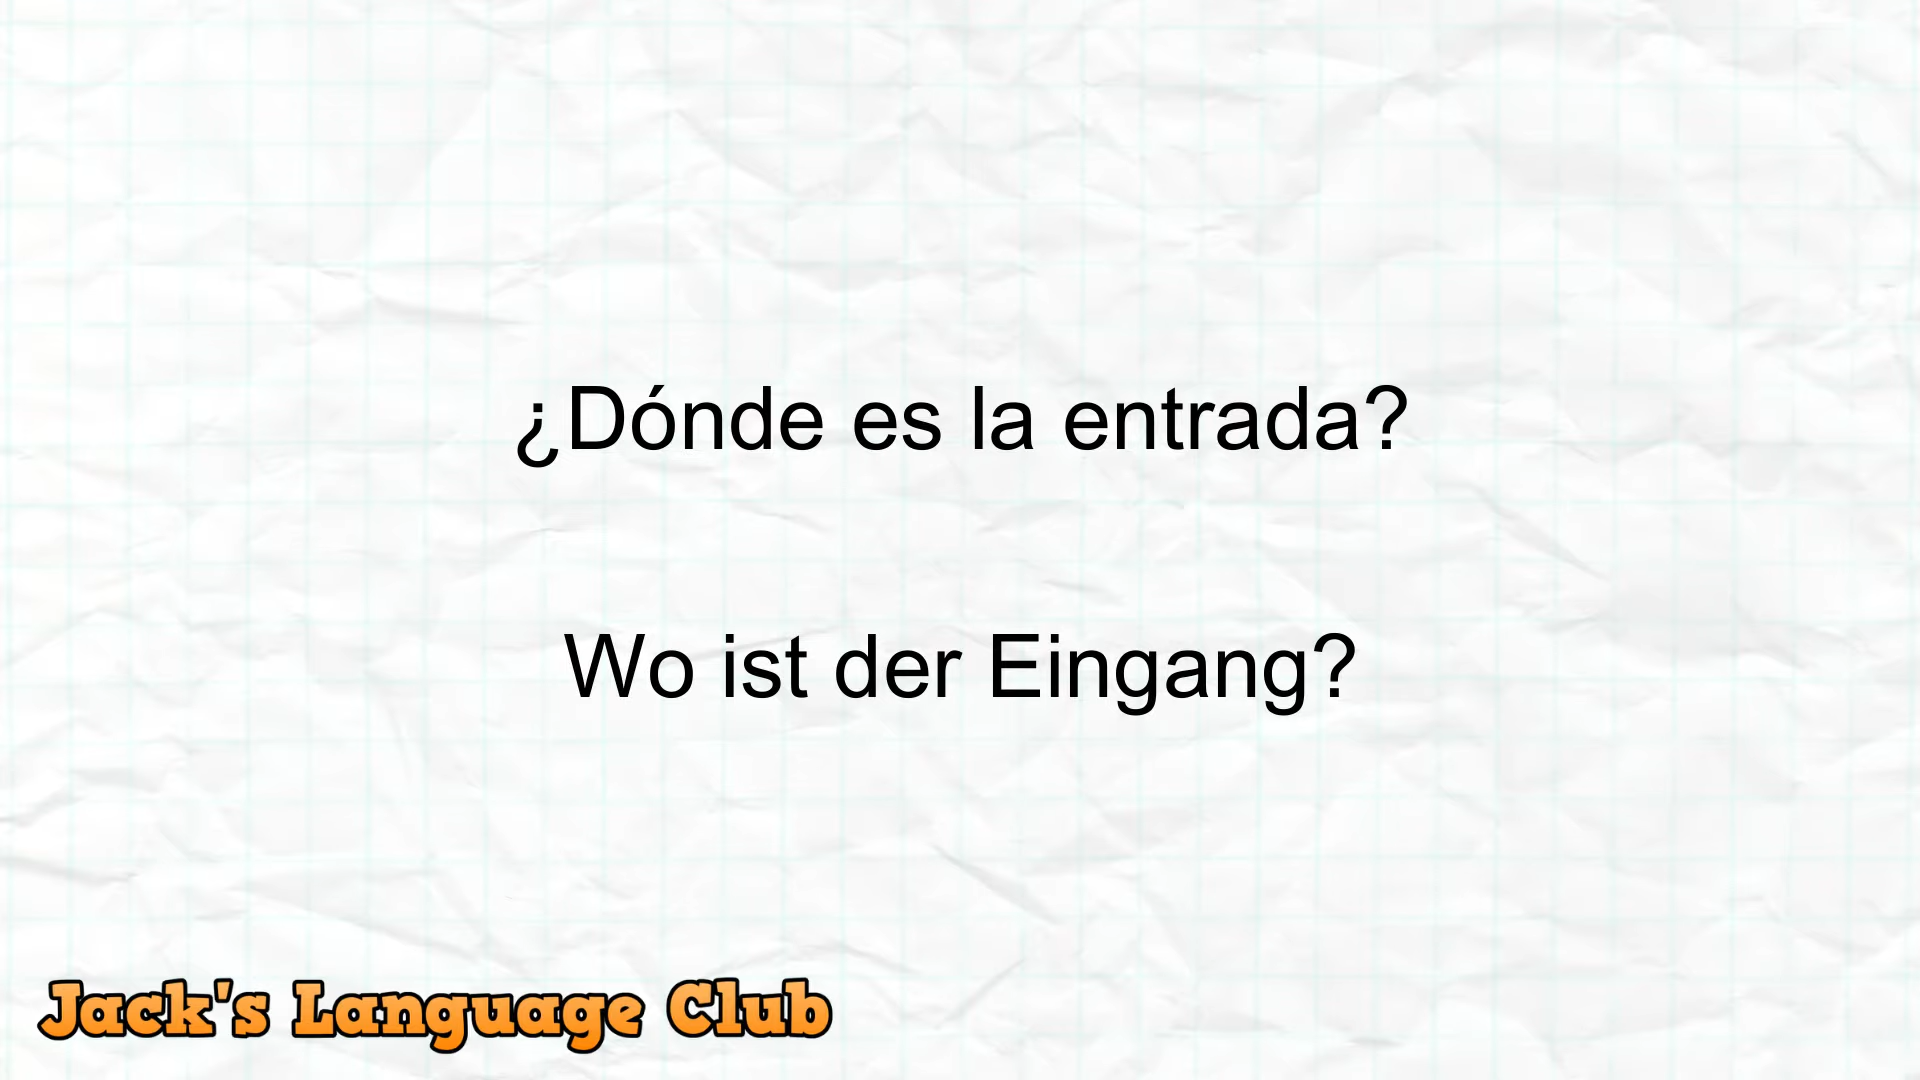 ¿Dónde es la entrada?
Wo ist der Eingang?
Jack's Language Club